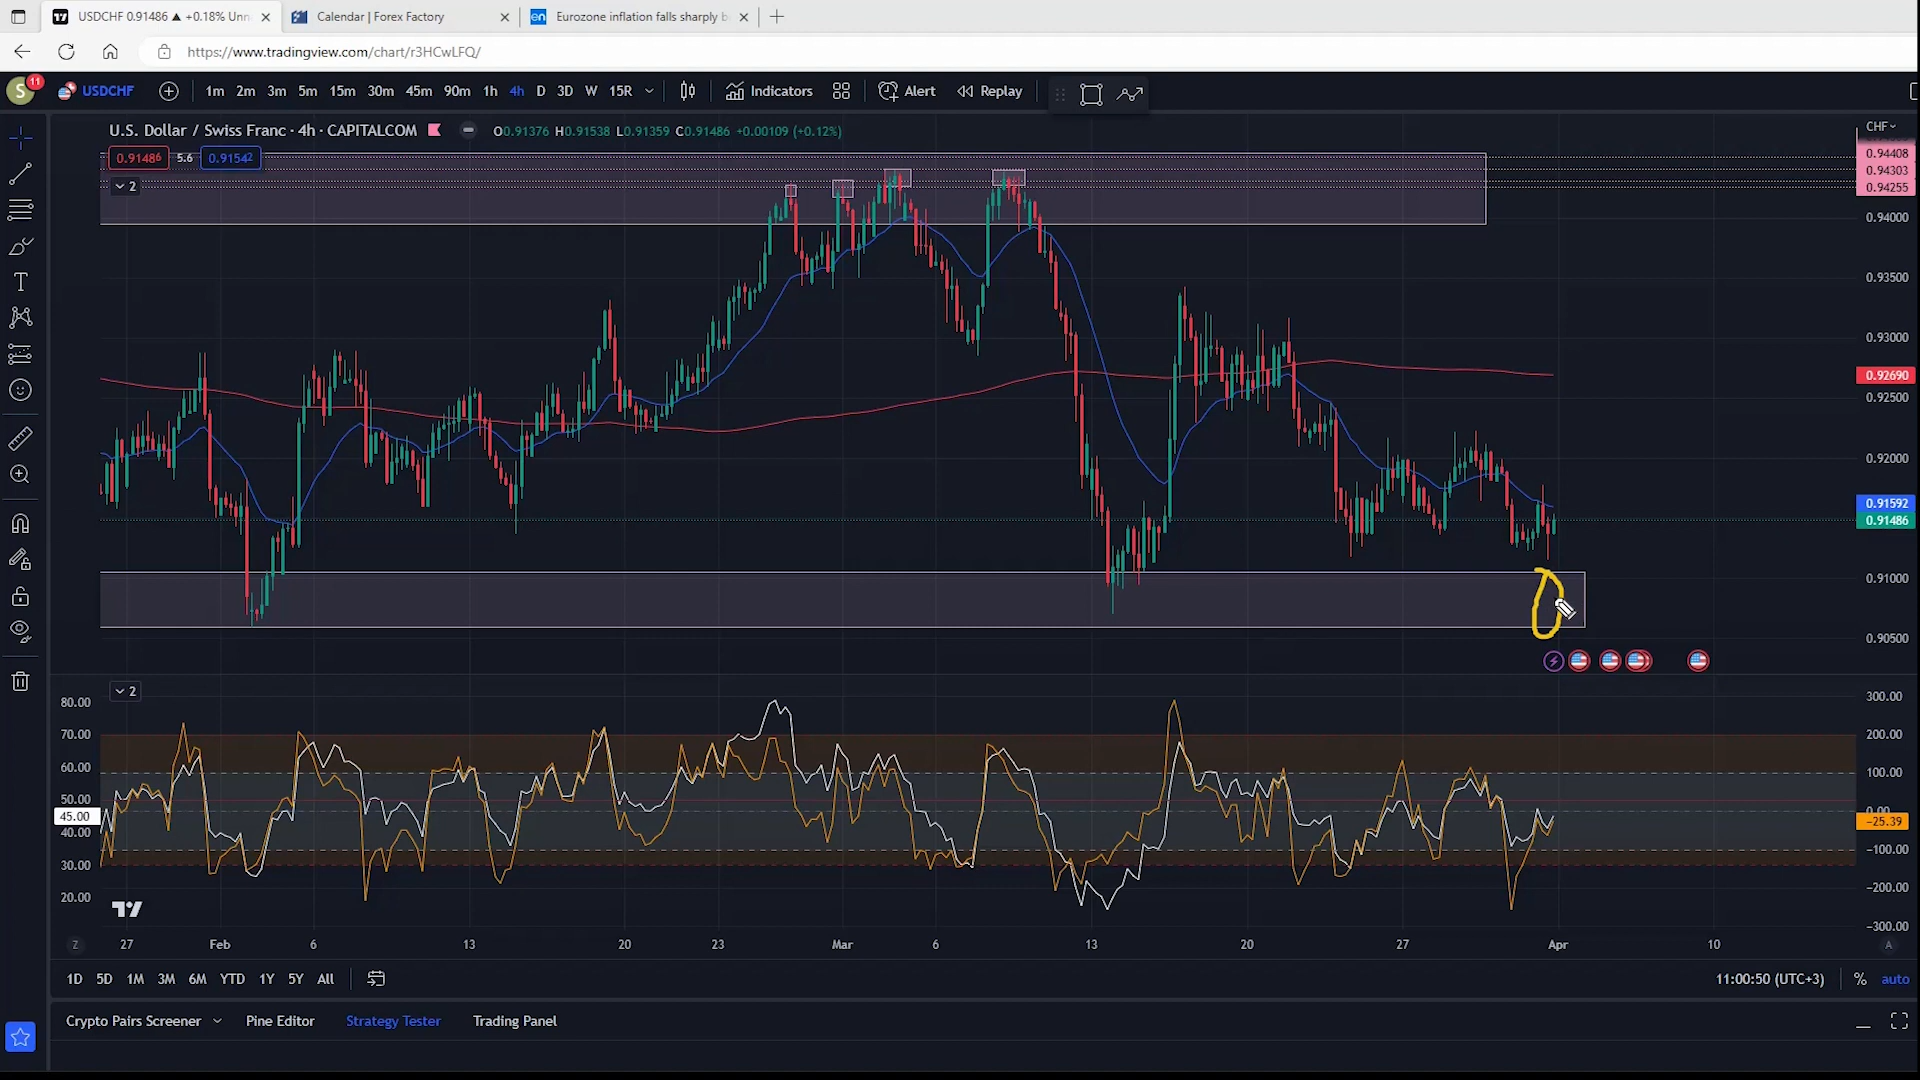 USDCHF 0.91486 ▲ +0.18% Unn
Calendar | Forex Factory
en Eurozone inflation falls sharply b
https://www.tradingview.com/chart/r3HCwLFQ/
S 11 USDCHF 1m 2m 3m 5m 15m 30m 45m 90m 1h 4h D 3D W 15R Indicators Alert Replay
U.S. Dollar / Swiss Franc · 4h · CAPITALCOM O0.91376 H0.91538 L0.91359 C0.91486 +0.00109 (+0.12%)
CHF
0.91486 5.6 0.91542
2
0.94408
0.94303
0.94255
0.94000
0.93500
0.93000
0.92690
0.92500
0.92000
0.91592
0.91486
0.91000
0.90500
2
80.00
70.00
60.00
50.00
45.00
40.00
30.00
20.00
300.00
200.00
100.00
0.00
−25.39
−100.00
−200.00
−300.00
Z 27 Feb 6 13 20 23 Mar 6 13 20 27 Apr 10 A
1D 5D 1M 3M 6M YTD 1Y 5Y All 11:00:50 (UTC+3) % auto
Crypto Pairs Screener Pine Editor Strategy Tester Trading Panel